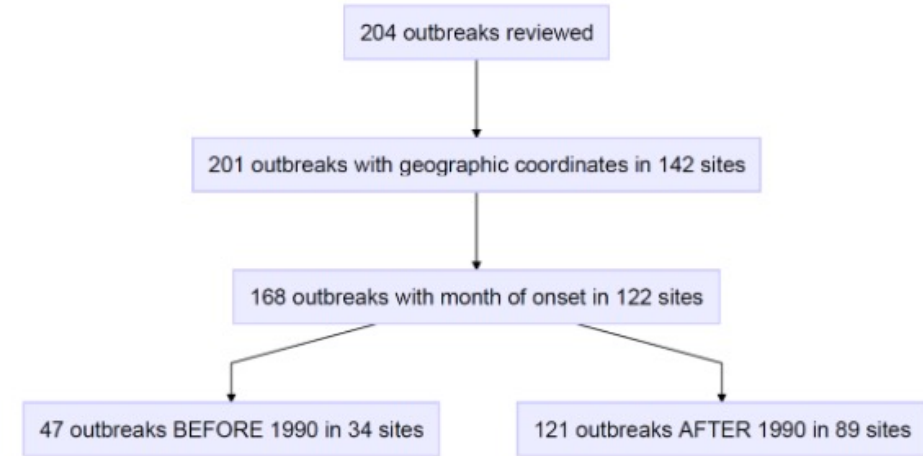 204 outbreaks reviewed
201 outbreaks with geographic coordinates in 142 sites
168 outbreaks with month of onset in 122 sites
47 outbreaks BEFORE 1990 in 34 sites
121 outbreaks AFTER 1990 in 89 sites